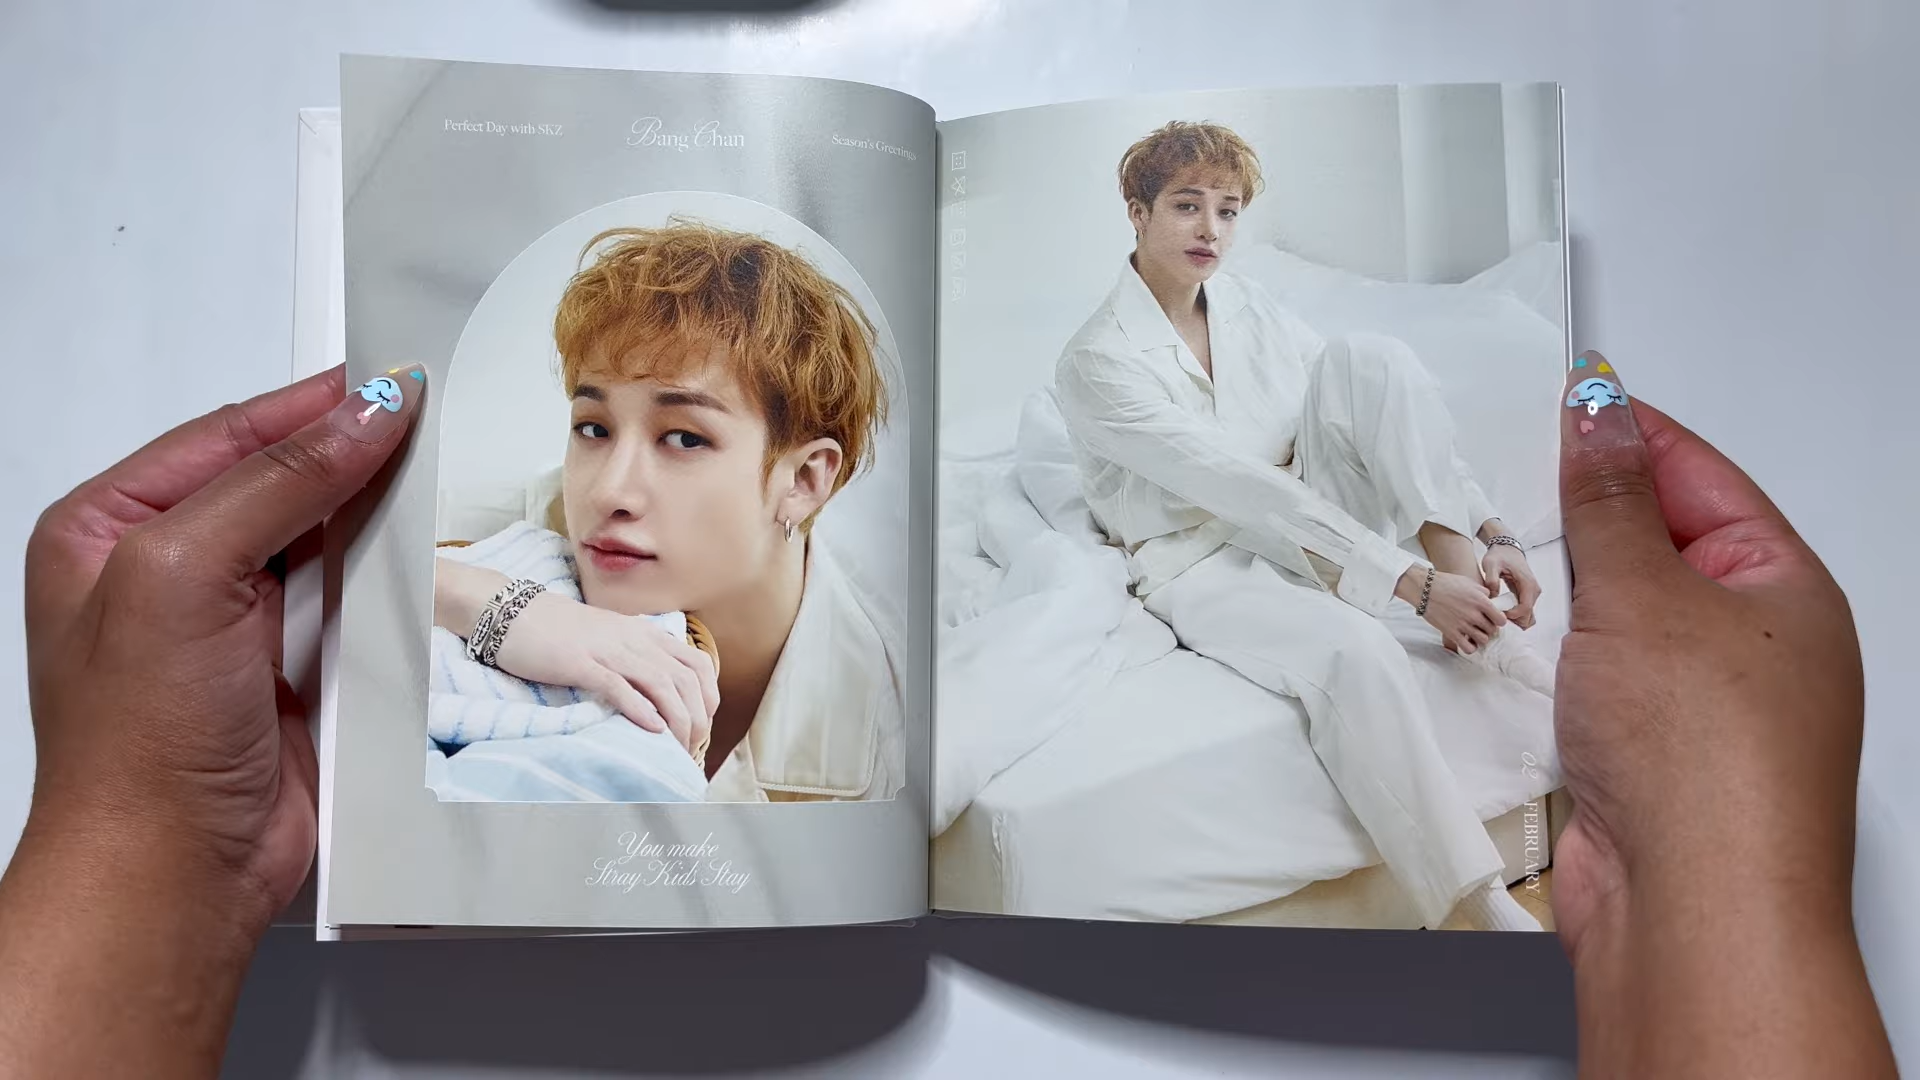 Perfect Day with SKZ
Bang Chan
Season's Greetings
You make
Stray Kids Stay
02 FEBRUARY